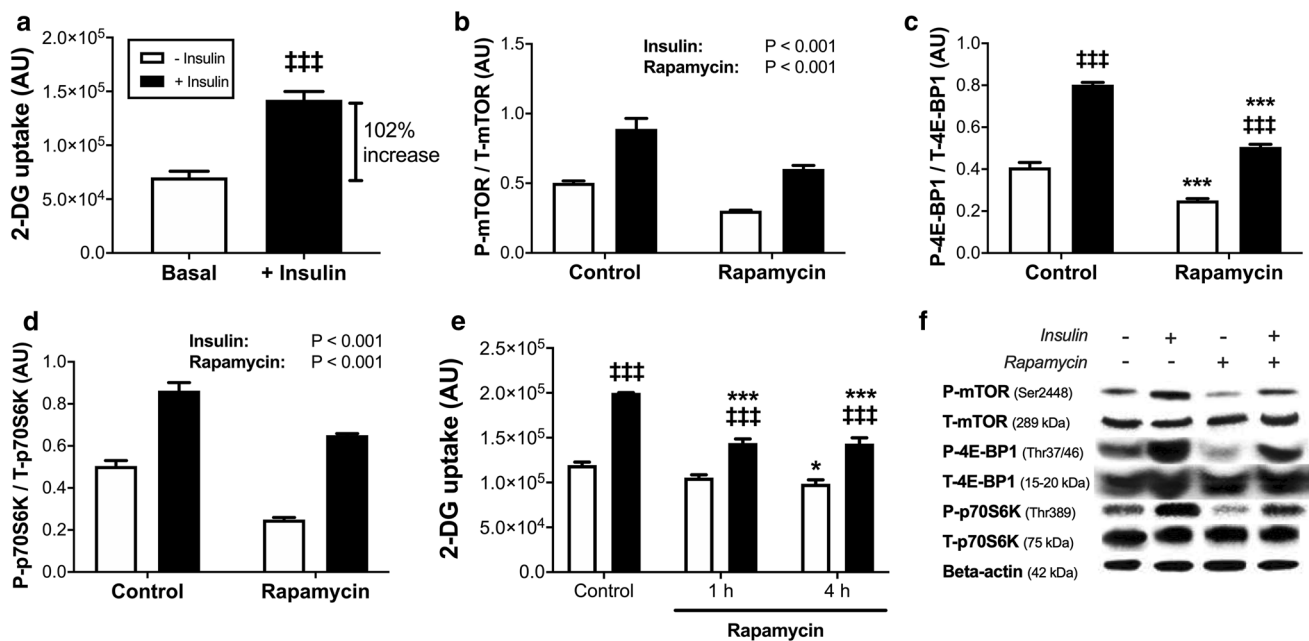 a
2-DG uptake (AU)
2.0×10⁵
1.5×10⁵
1.0×10⁵
5.0×10⁴
0.0
- Insulin
+ Insulin
‡‡‡
102%
increase
Basal
+ Insulin
b
P-mTOR / T-mTOR (AU)
1.5
1.0
0.5
0.0
Insulin: P < 0.001
Rapamycin: P < 0.001
Control
Rapamycin
c
P-4E-BP1 / T-4E-BP1 (AU)
1.0
0.8
0.6
0.4
0.2
0.0
‡‡‡
***
***
‡‡‡
Control
Rapamycin
d
P-p70S6K / T-p70S6K (AU)
1.0
0.8
0.6
0.4
0.2
0.0
Insulin: P < 0.001
Rapamycin: P < 0.001
Control
Rapamycin
e
2-DG uptake (AU)
2.5×10⁵
2.0×10⁵
1.5×10⁵
1.0×10⁵
5.0×10⁴
0.0
‡‡‡
***
‡‡‡
*
***
‡‡‡
Control
1 h
4 h
Rapamycin
f
Insulin - + - +
Rapamycin - - + +
P-mTOR (Ser2448)
T-mTOR (289 kDa)
P-4E-BP1 (Thr37/46)
T-4E-BP1 (15-20 kDa)
P-p70S6K (Thr389)
T-p70S6K (75 kDa)
Beta-actin (42 kDa)